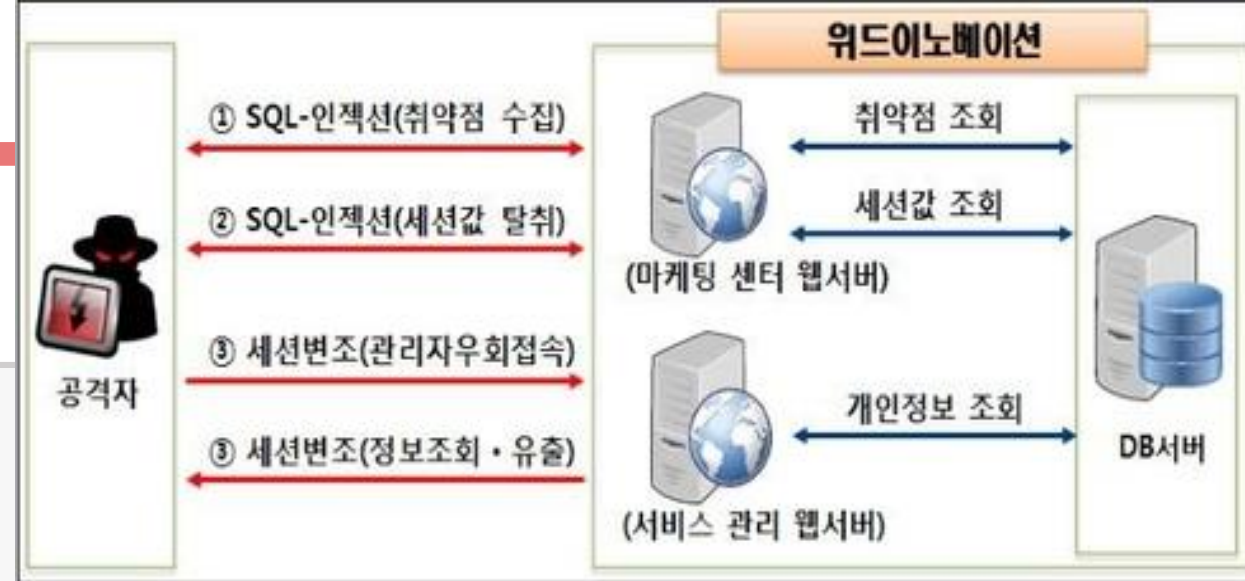 위드이노베이션
① SQL-인젝션(취약점 수집)
취약점 조회
② SQL-인젝션(세션값 탈취)
세션값 조회
(마케팅 센터 웹서버)
③ 세션변조(관리자우회접속)
공격자
개인정보 조회
③ 세션변조(정보조회・유출)
DB서버
(서비스 관리 웹서버)